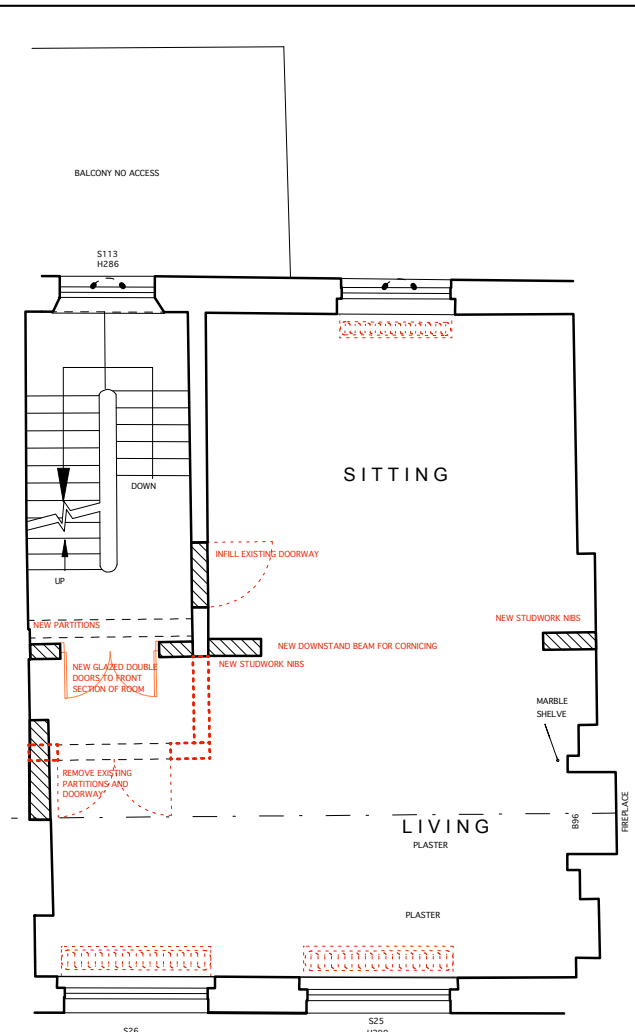 BALCONY NO ACCESS
S113
H286
SITTING
DOWN
INFILL EXISTING DOORWAY
UP
NEW PARTITIONS
NEW STUDWORK NIBS
NEW DOWNSTAND BEAM FOR CORNICING
NEW GLAZED DOUBLE
DOORS TO FRONT
SECTION OF ROOM
NEW STUDWORK NIBS
MARBLE
SHELVE
REMOVE EXISTING
PARTITIONS AND
DOORWAY
LIVING
PLASTER
B96
FIREPLACE
PLASTER
S26
S25